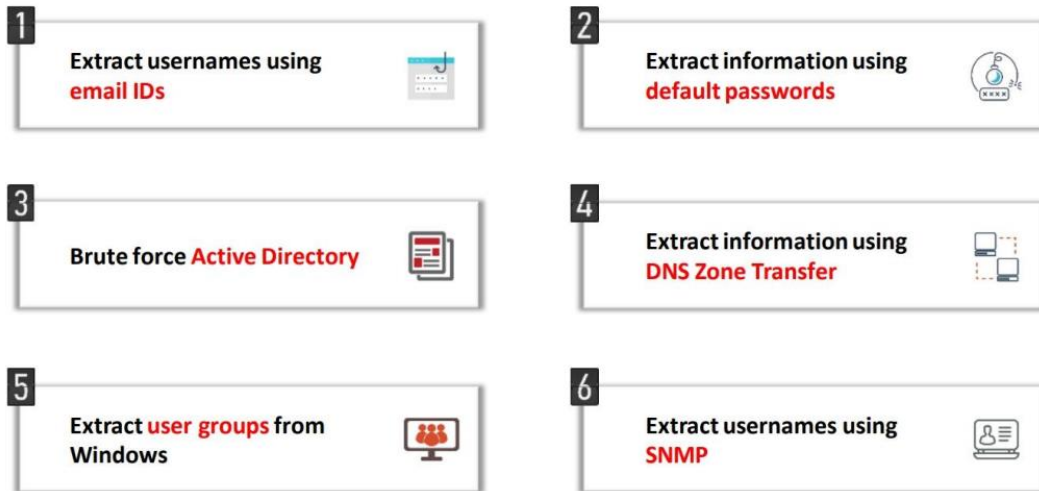 1
Extract usernames using
email IDs
2
Extract information using
default passwords
3
Brute force Active Directory
4
Extract information using
DNS Zone Transfer
5
Extract user groups from
Windows
6
Extract usernames using
SNMP